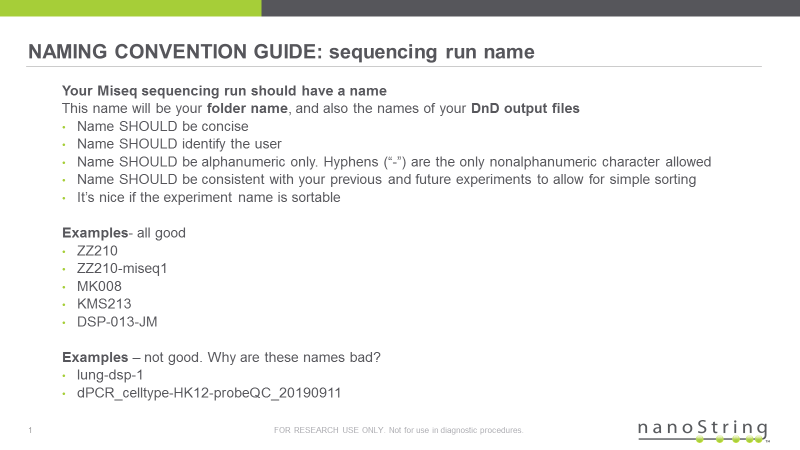 NAMING CONVENTION GUIDE: sequencing run name
Your Miseq sequencing run should have a name
This name will be your folder name, and also the names of your DnD output files
• Name SHOULD be concise
• Name SHOULD identify the user
• Name SHOULD be alphanumeric only. Hyphens (“-”) are the only nonalphanumeric character allowed
• Name SHOULD be consistent with your previous and future experiments to allow for simple sorting
• It’s nice if the experiment name is sortable
Examples- all good
• ZZ210
• ZZ210-miseq1
• MK008
• KMS213
• DSP-013-JM
Examples – not good. Why are these names bad?
• lung-dsp-1
• dPCR_celltype-HK12-probeQC_20190911
1
FOR RESEARCH USE ONLY. Not for use in diagnostic procedures.
nanoString